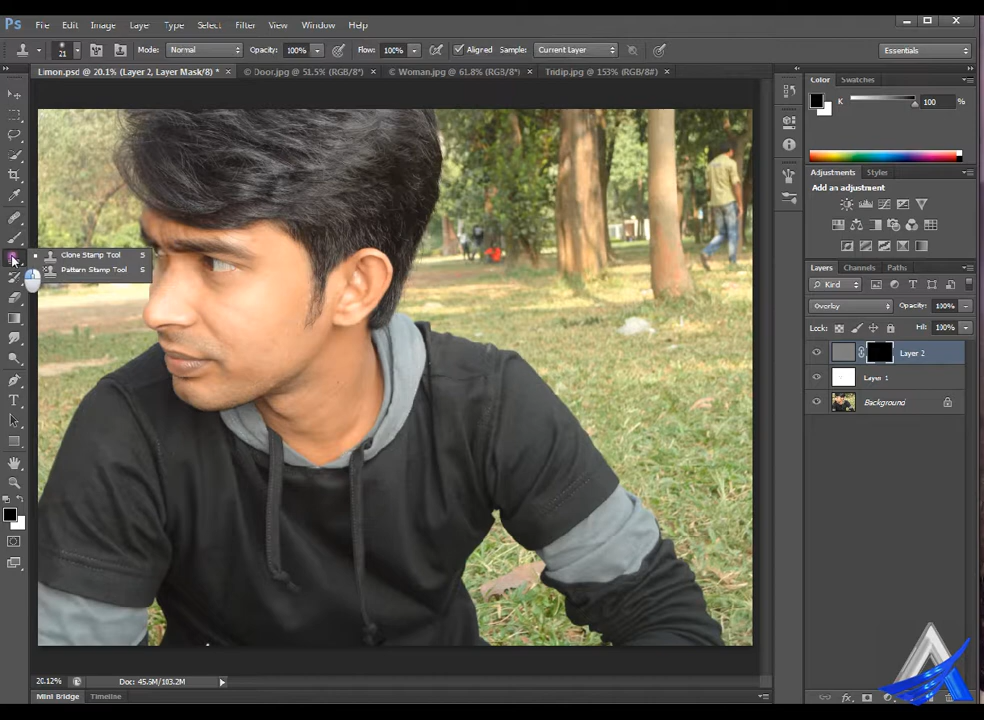 Ps File Edit Image Layer Type Select Filter View Window Help
21 Mode: Normal Opacity: 100% Flow: 100% Aligned Sample: Current Layer Essentials
Limon.psd @ 20.1% (Layer 2, Layer Mask/8) * × © Door.jpg @ 51.5% (RGB/8*) × © Woman.jpg @ 61.8% (RGB/8*) × Tridip.jpg @ 153% (RGB/8#) ×
Color Swatches
K 100 %
Adjustments Styles
Add an adjustment
Clone Stamp Tool S
Pattern Stamp Tool S
Layers Channels Paths
Kind
Overlay Opacity: 100%
Lock: Fill: 100%
Layer 2
Layer 1
Background
20.12% Doc: 45.6M/103.2M
Mini Bridge Timeline